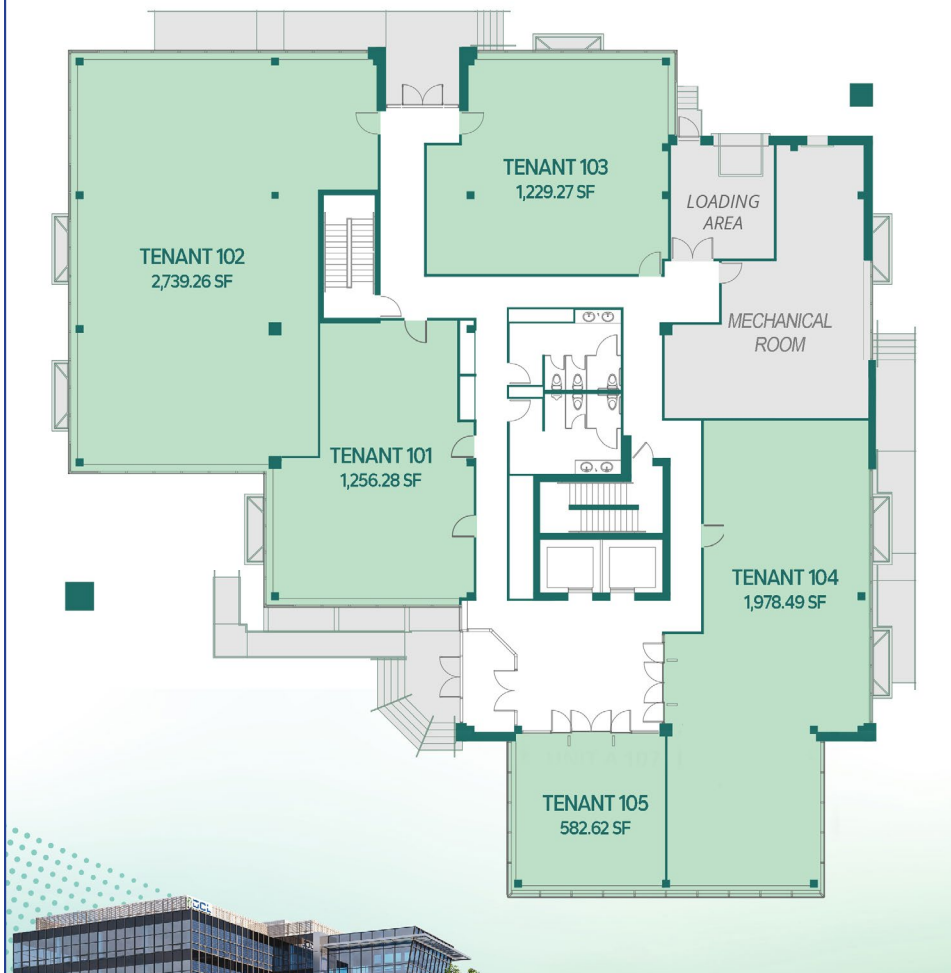 TENANT 103
1,229.27 SF
LOADING
AREA
TENANT 102
2,739.26 SF
MECHANICAL
ROOM
TENANT 101
1,256.28 SF
TENANT 104
1,978.49 SF
TENANT 105
582.62 SF